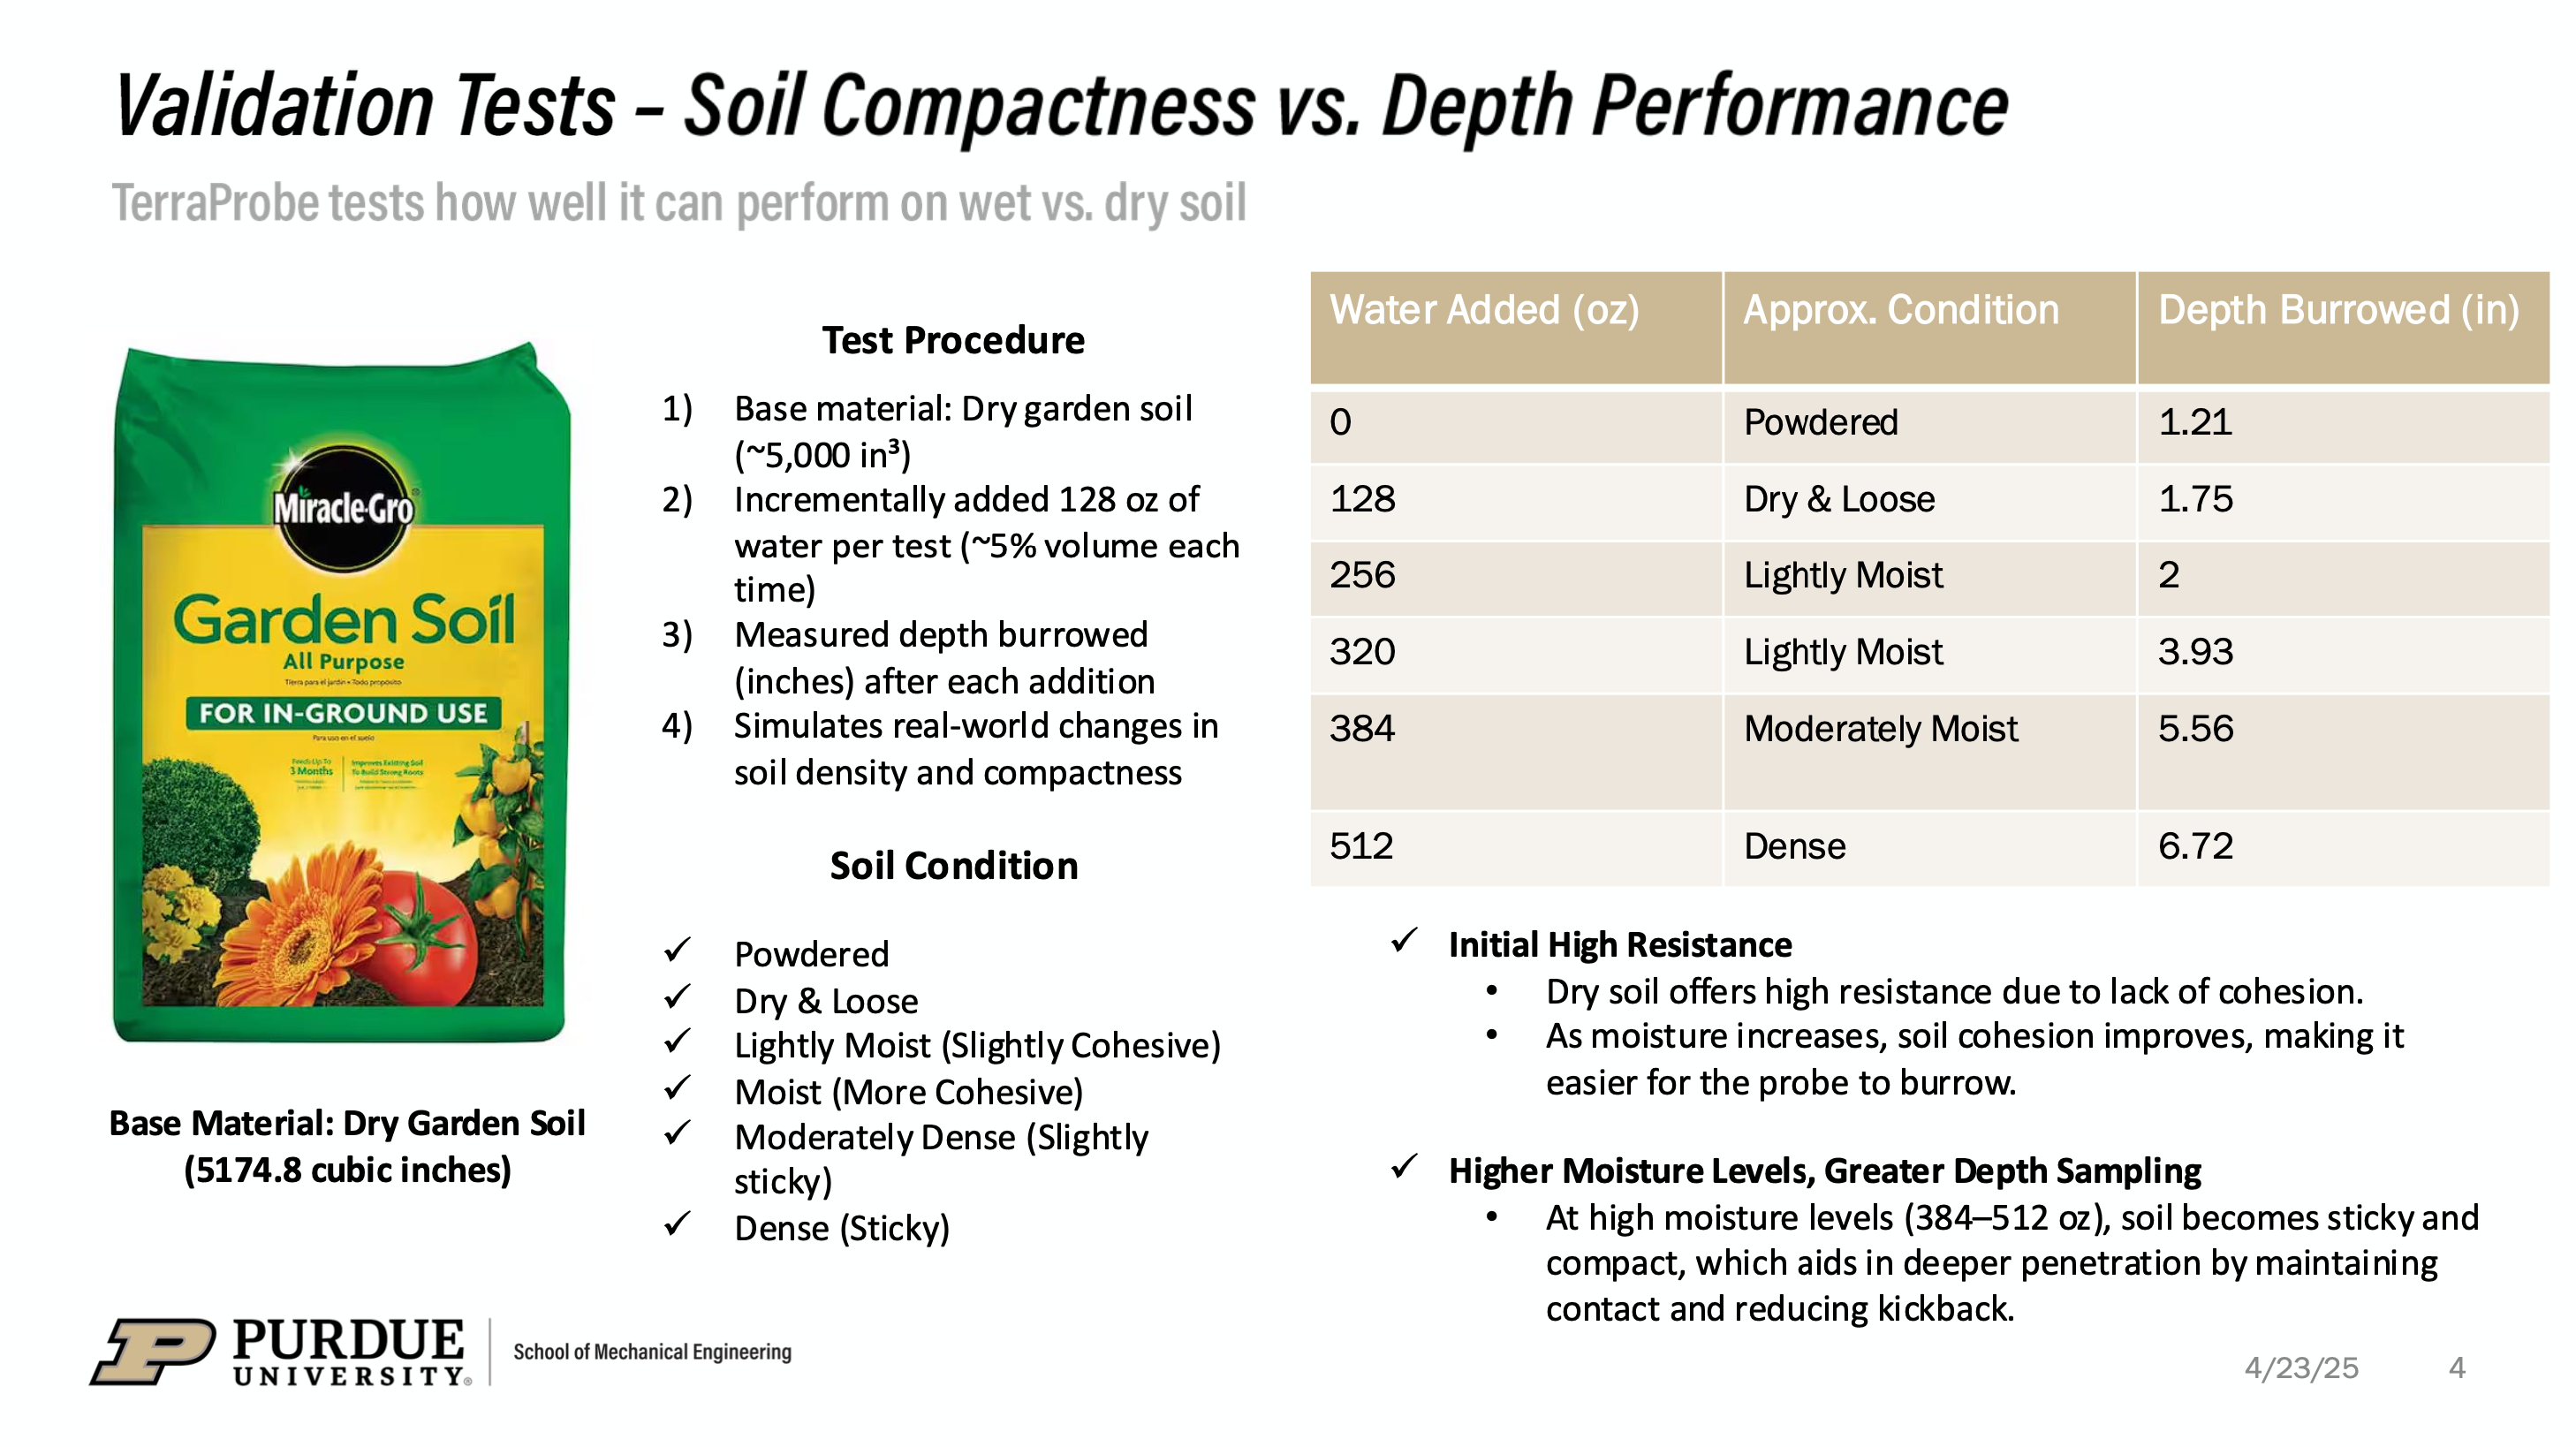 Validation Tests – Soil Compactness vs. Depth Performance
TerraProbe tests how well it can perform on wet vs. dry soil
Miracle-Gro
Garden Soil
All Purpose
Tierra para el jardín • Todo propósito
FOR IN-GROUND USE
Para uso en el suelo
Feeds Up To
3 Months
Improves Existing Soil
To Build Strong Roots
Base Material: Dry Garden Soil
(5174.8 cubic inches)
Test Procedure
1) Base material: Dry garden soil
(~5,000 in³)
2) Incrementally added 128 oz of
water per test (~5% volume each
time)
3) Measured depth burrowed
(inches) after each addition
4) Simulates real-world changes in
soil density and compactness
Soil Condition
✓ Powdered
✓ Dry & Loose
✓ Lightly Moist (Slightly Cohesive)
✓ Moist (More Cohesive)
✓ Moderately Dense (Slightly
sticky)
✓ Dense (Sticky)
Water Added (oz) Approx. Condition Depth Burrowed (in)
0 Powdered 1.21
128 Dry & Loose 1.75
256 Lightly Moist 2
320 Lightly Moist 3.93
384 Moderately Moist 5.56
512 Dense 6.72
✓ Initial High Resistance
• Dry soil offers high resistance due to lack of cohesion.
• As moisture increases, soil cohesion improves, making it
easier for the probe to burrow.
✓ Higher Moisture Levels, Greater Depth Sampling
• At high moisture levels (384–512 oz), soil becomes sticky and
compact, which aids in deeper penetration by maintaining
contact and reducing kickback.
PURDUE
UNIVERSITY®
School of Mechanical Engineering
4/23/25 4